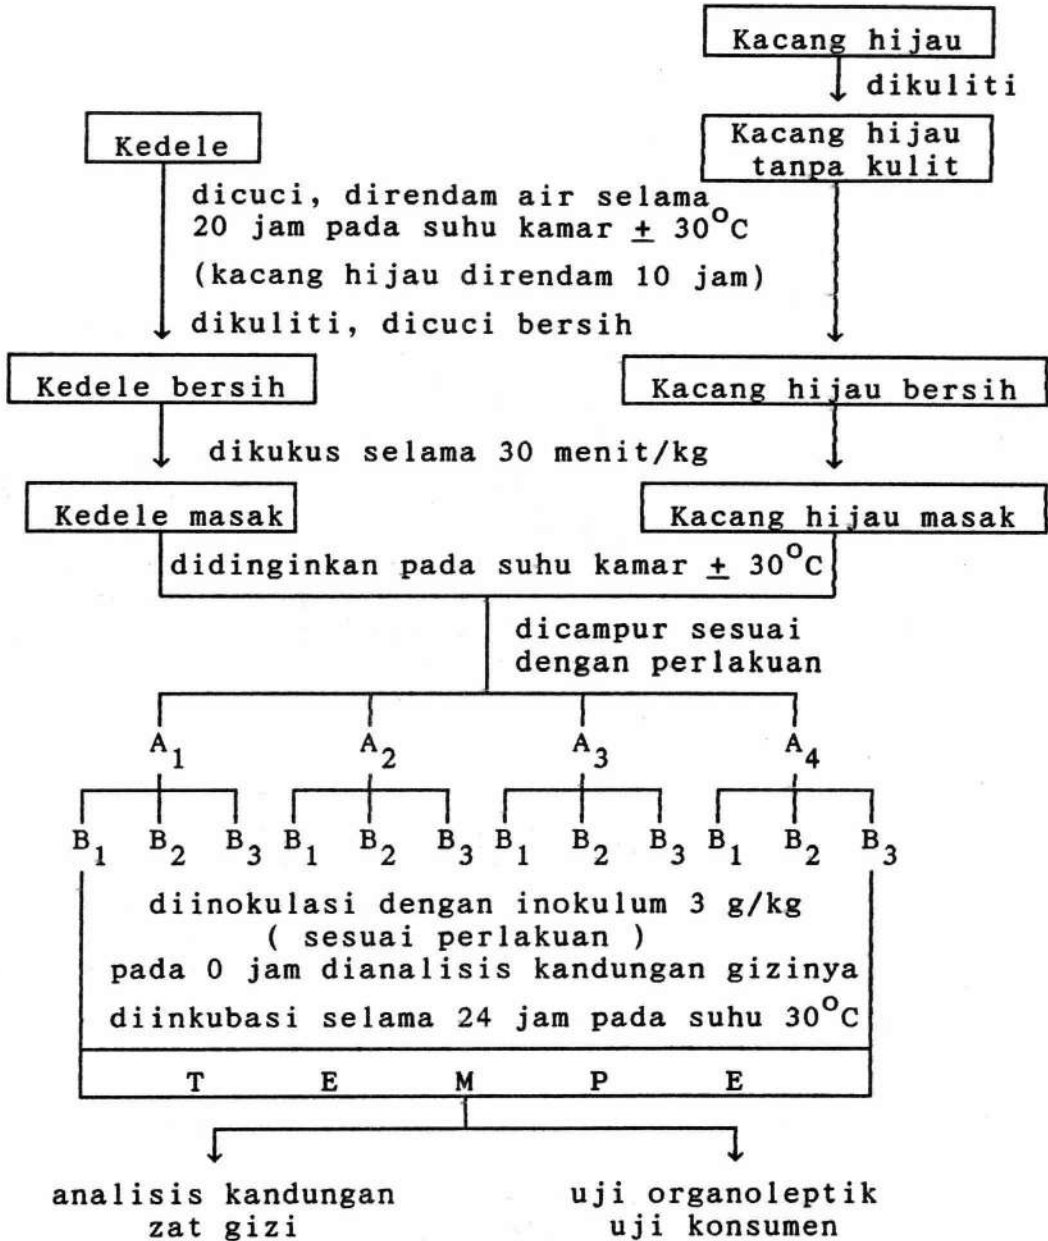 Kacang hijau
dikuliti
Kacang hijau
tanpa kulit
Kedele
dicuci, direndam air selama
20 jam pada suhu kamar ± 30°C
(kacang hijau direndam 10 jam)
dikuliti, dicuci bersih
Kedele bersih
Kacang hijau bersih
dikukus selama 30 menit/kg
Kedele masak
Kacang hijau masak
didinginkan pada suhu kamar ± 30°C
dicampur sesuai
dengan perlakuan
A₁ A₂ A₃ A₄
B₁ B₂ B₃ B₁ B₂ B₃ B₁ B₂ B₃ B₁ B₂ B₃
diinokulasi dengan inokulum 3 g/kg
( sesuai perlakuan )
pada 0 jam dianalisis kandungan gizinya
diinkubasi selama 24 jam pada suhu 30°C
T E M P E
analisis kandungan
zat gizi
uji organoleptik
uji konsumen